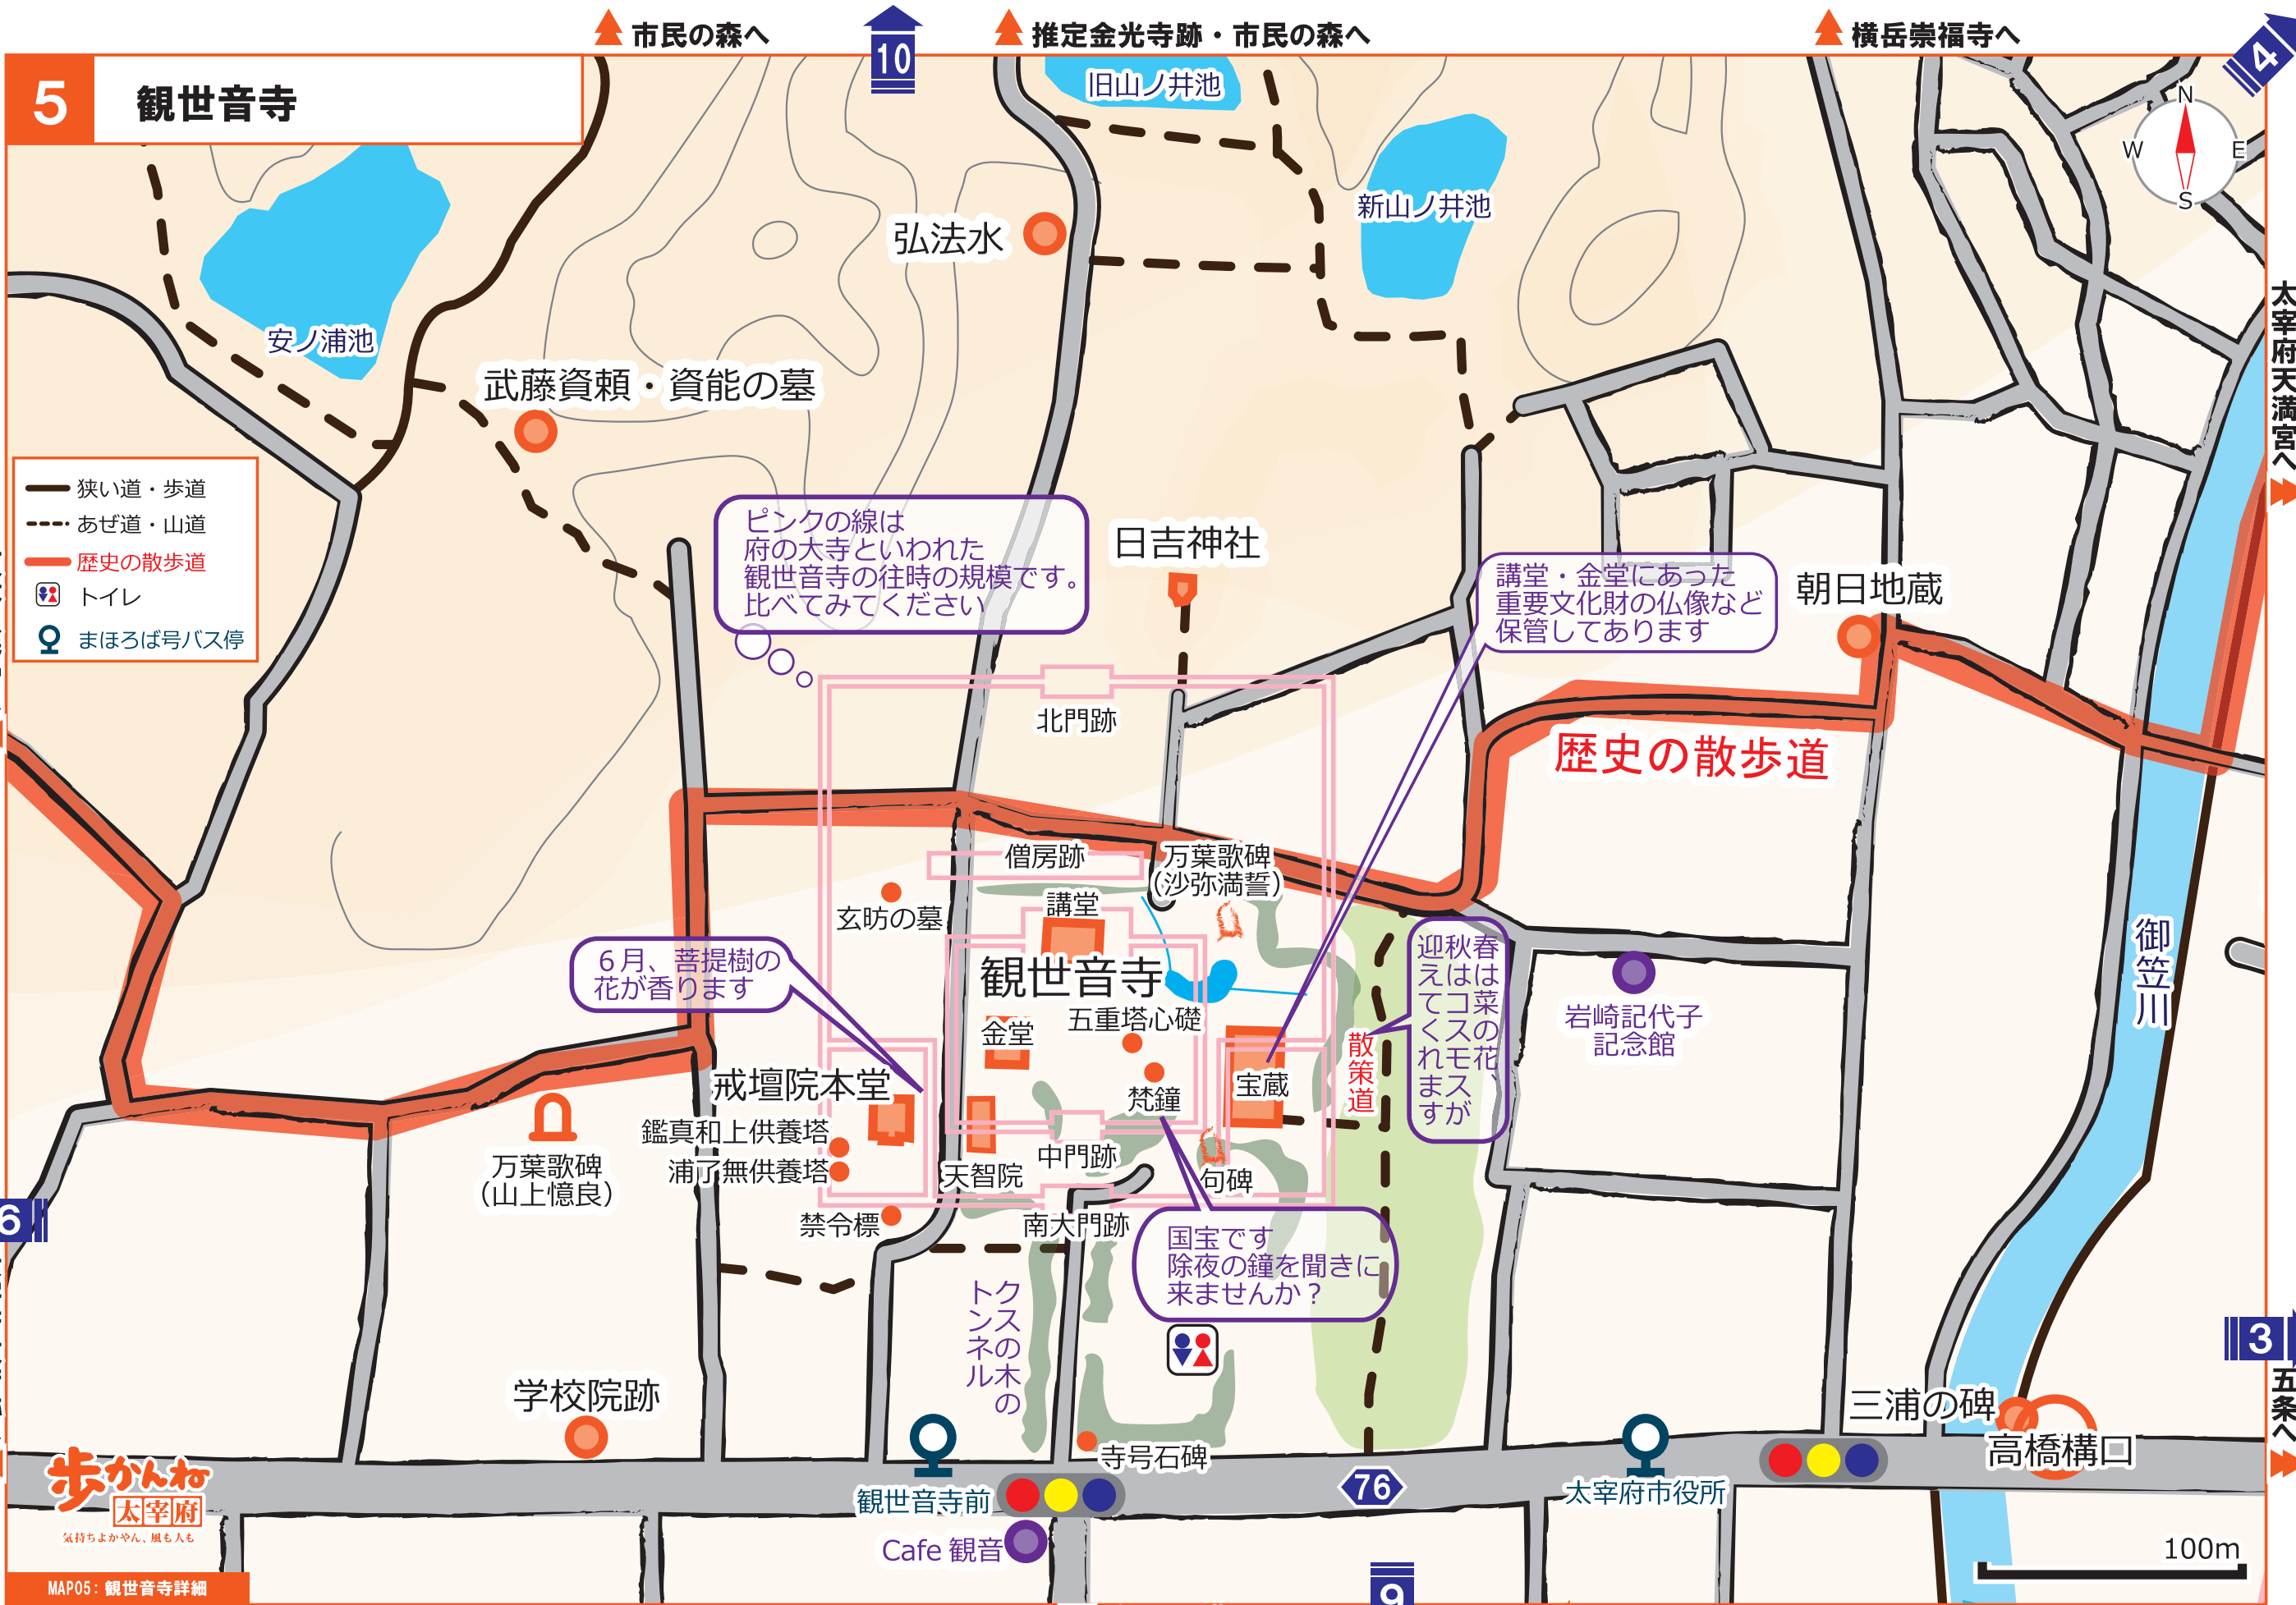 市民の森へ
10
推定金光寺跡・市民の森へ
横岳崇福寺へ
4
5 観世音寺
旧山ノ井池
N
W E
S
新山ノ井池
弘法水
安ノ浦池
武藤資頼・資能の墓
太宰府天満宮へ
狭い道・歩道
あぜ道・山道
歴史の散歩道
トイレ
まほろば号バス停
ピンクの線は
府の大寺といわれた
観世音寺の往時の規模です。
比べてみてください
日吉神社
講堂・金堂にあった
重要文化財の仏像など
保管してあります
朝日地蔵
北門跡
歴史の散歩道
僧房跡
万葉歌碑
(沙弥満誓)
玄昉の墓
講堂
6月、菩提樹の
花が香ります
観世音寺
五重塔心礎
金堂
春は菜の花、
秋はコスモスが
迎えてくれます
散策道
岩崎記代子
記念館
御笠川
戒壇院本堂
梵鐘
宝蔵
鑑真和上供養塔
浦了無供養塔
万葉歌碑
(山上憶良)
中門跡
天智院
句碑
6
禁令標
南大門跡
国宝です
除夜の鐘を聞きに
来ませんか?
クスの木の
トンネル
3
五条へ
学校院跡
三浦の碑
高橋構口
寺号石碑
歩かんね
太宰府
気持ちよかやん、風も人も
観世音寺前
76
太宰府市役所
Cafe 観音
100m
9
MAP05:観世音寺詳細